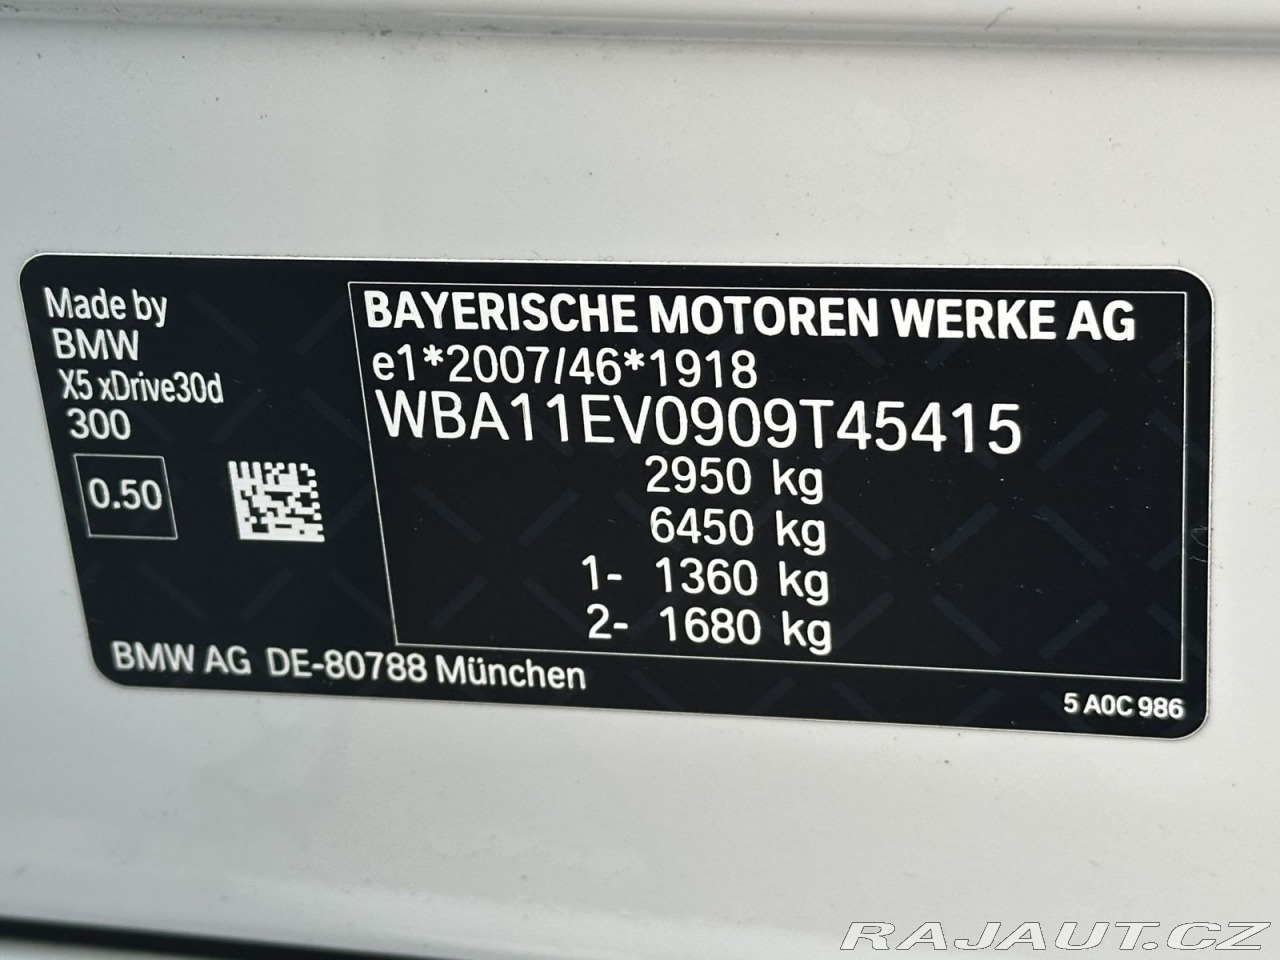 Made by
BMW
X5 xDrive30d
300
0.50
BAYERISCHE MOTOREN WERKE AG
e1*2007/46*1918
WBA11EV0909T45415
2950 kg
6450 kg
1- 1360 kg
2- 1680 kg
BMW AG DE-80788 München
5 A0C 986
RAJAUT.CZ